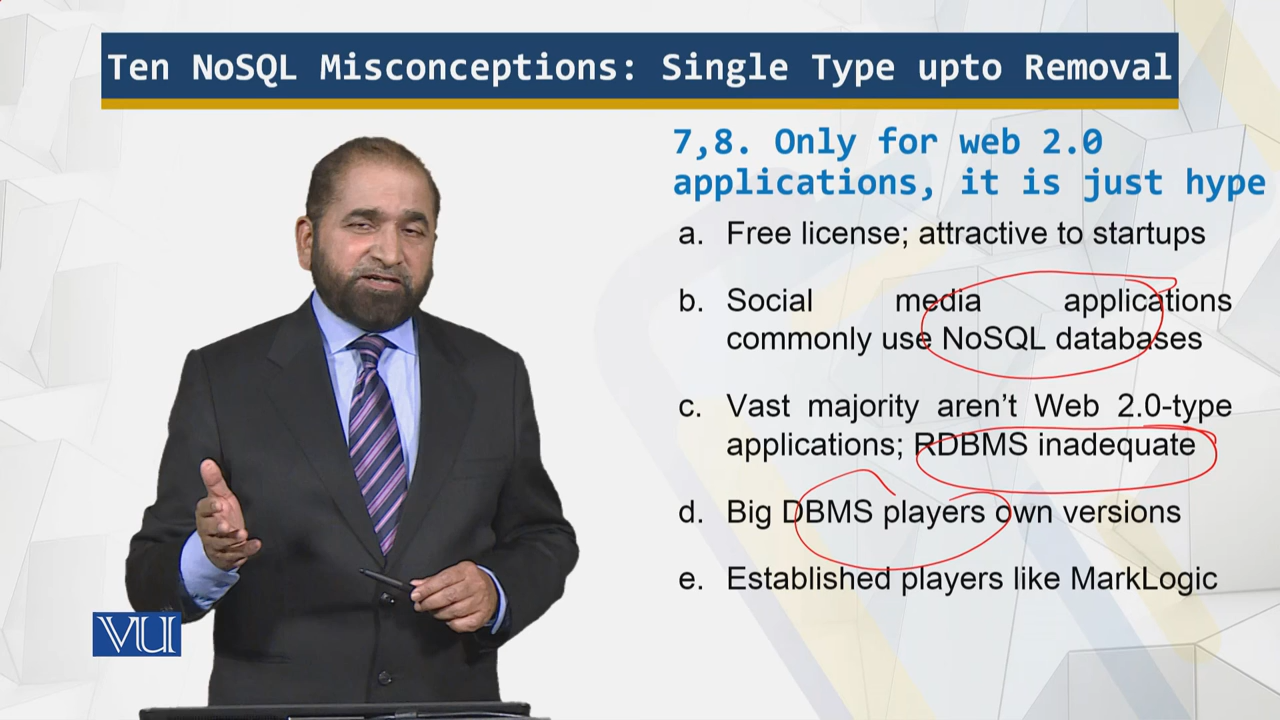 Ten NoSQL Misconceptions: Single Type upto Removal
7,8. Only for web 2.0
applications, it is just hype
a. Free license; attractive to startups
b. Social media applications
commonly use NoSQL databases
c. Vast majority aren't Web 2.0-type
applications; RDBMS inadequate
d. Big DBMS players own versions
e. Established players like MarkLogic
VU